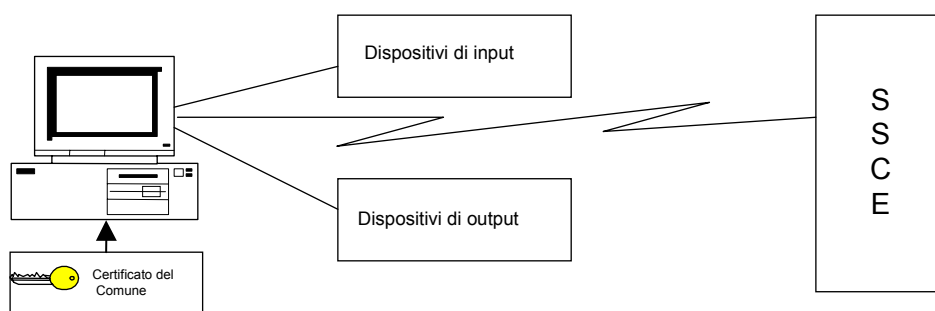 Dispositivi di input
S
S
C
E
Dispositivi di output
Certificato del
Comune